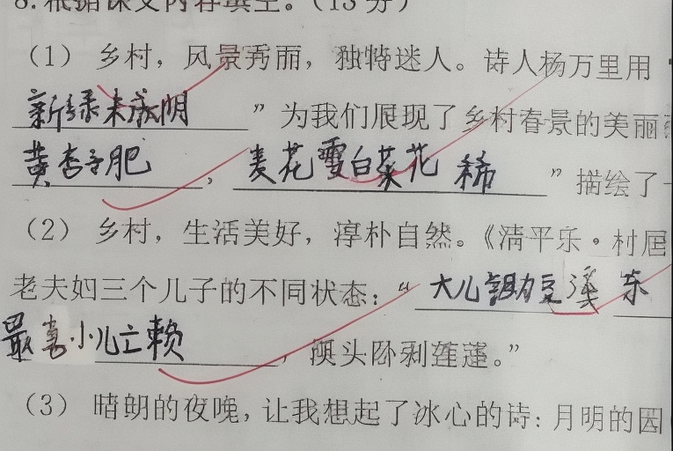 8.根据课文内容填空。(13分)
(1) 乡村，风景秀丽，独特迷人。诗人杨万里用“
新绿未成阴”为我们展现了乡村春景的美丽
黄杏子肥，麦花雪白菜花稀”描绘了一
(2) 乡村，生活美好，淳朴自然。《清平乐·村居
老夫妇三个儿子的不同状态：“大儿锄豆溪东
最喜小儿亡赖，溪头卧剥莲蓬。”
(3) 暗朗的夜晚，让我想起了冰心的诗：月明的园